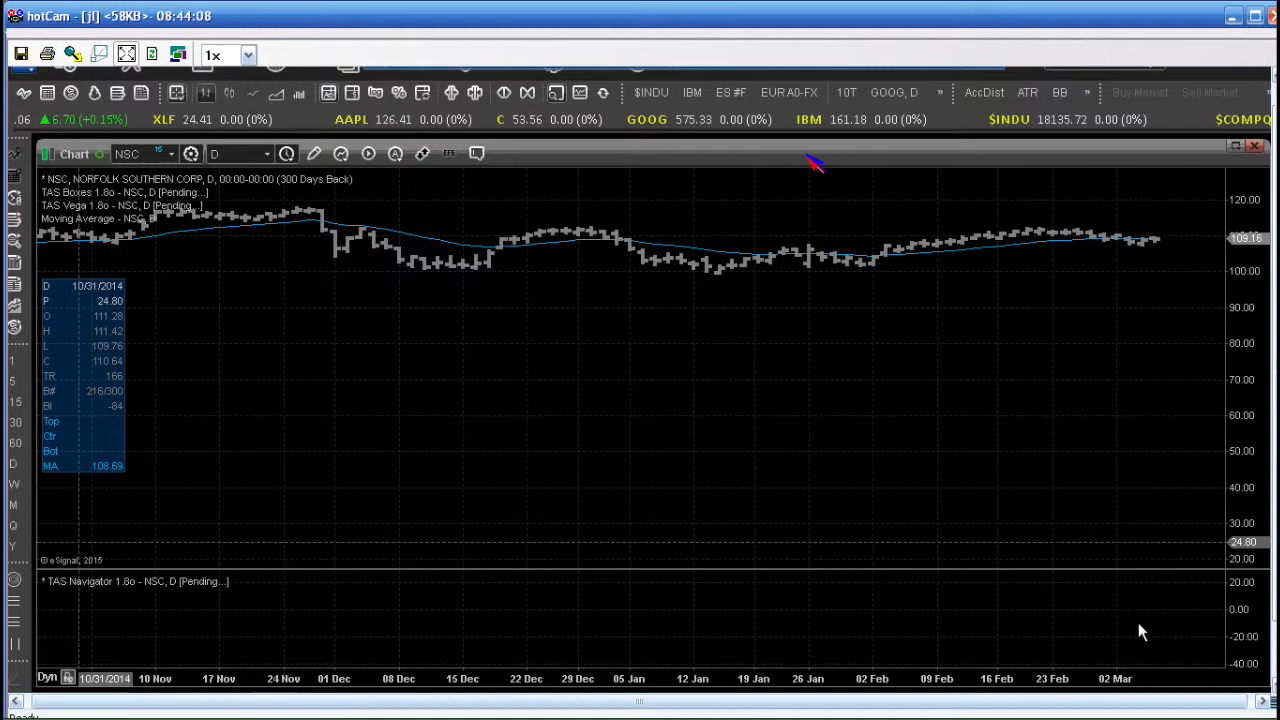 hotCam - [jl] <58KB>- 08:44:08
1x
$INDU IBM ES #F EUR A0-FX 10T GOOG, D » AccDist ATR BB » Buy Market Sell Market »
.06 6.70 (+0.15%) XLF 24.41 0.00 (0%) AAPL 126.41 0.00 (0%) C 53.56 0.00 (0%) GOOG 575.33 0.00 (0%) IBM 161.18 0.00 (0%) $INDU 18135.72 0.00 (0%) $COMPQ
Chart NSC 15 D EFS
* NSC, NORFOLK SOUTHERN CORP, D, 00:00-00:00 (300 Days Back)
TAS Boxes 1.8o - NSC, D [Pending...]
TAS Vega 1.8o - NSC, D [Pending...]
Moving Average - NSC, D
120.00
109.16
100.00
90.00
80.00
70.00
60.00
50.00
40.00
30.00
24.80
20.00
D 10/31/2014
P 24.80
O 111.28
H 111.42
L 109.76
C 110.64
TR 166
B# 216/300
BI -84
Top
Ctr
Bot
MA 108.69
1
5
15
30
60
D
W
M
Q
Y
© eSignal, 2015
* TAS Navigator 1.8o - NSC, D [Pending...]
20.00
0.00
-20.00
-40.00
Dyn 10/31/2014 10 Nov 17 Nov 24 Nov 01 Dec 08 Dec 15 Dec 22 Dec 29 Dec 05 Jan 12 Jan 19 Jan 26 Jan 02 Feb 09 Feb 16 Feb 23 Feb 02 Mar
Ready